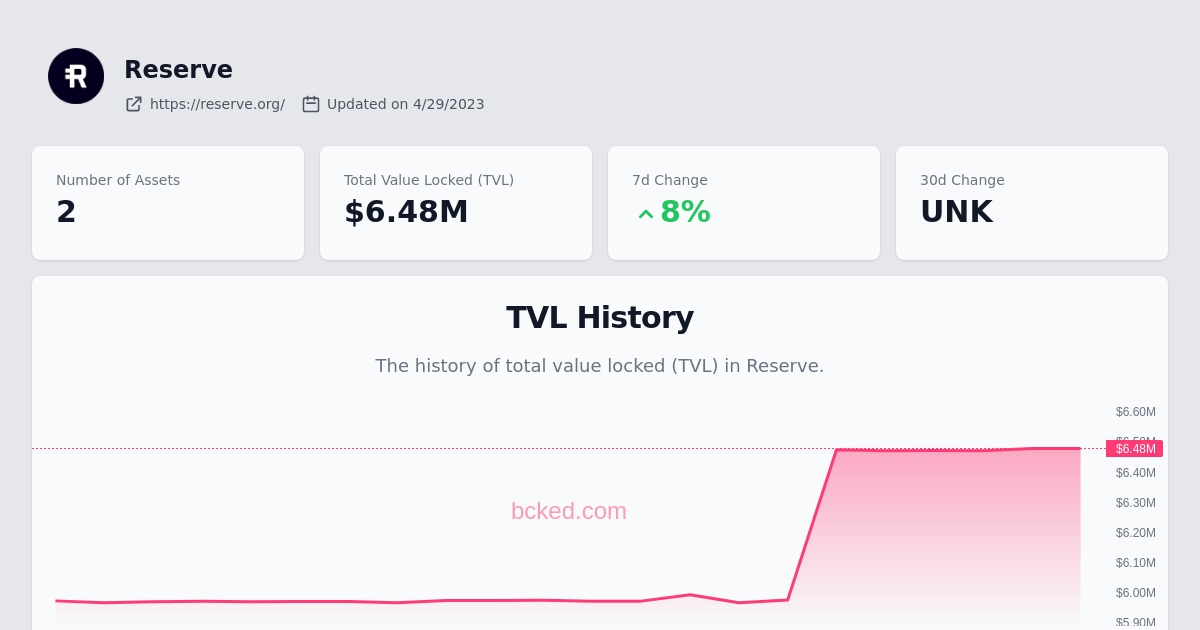 Reserve
https://reserve.org/ Updated on 4/29/2023
Number of Assets
2
Total Value Locked (TVL)
$6.48M
7d Change
8%
30d Change
UNK
TVL History
The history of total value locked (TVL) in Reserve.
$6.60M
$6.50M
$6.48M
$6.40M
$6.30M
bcked.com
$6.20M
$6.10M
$6.00M
$5.90M